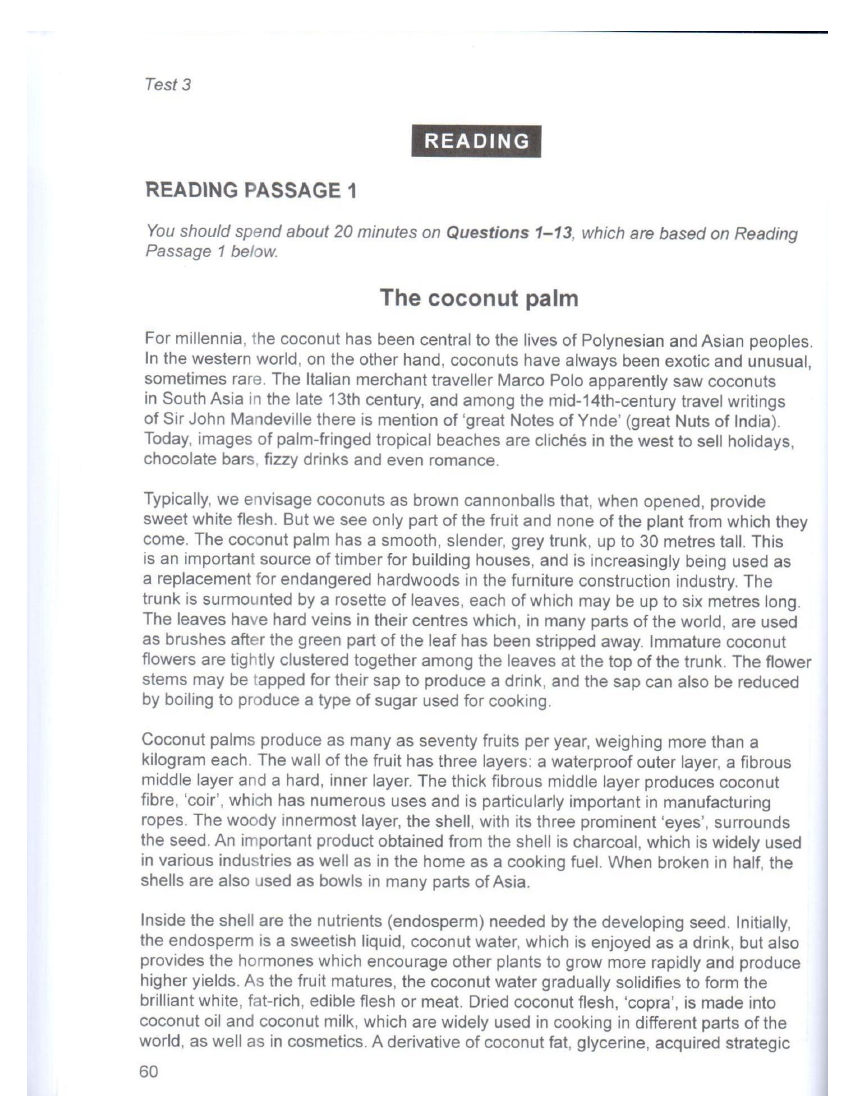 Test 3
READING
READING PASSAGE 1
You should spend about 20 minutes on Questions 1–13, which are based on Reading
Passage 1 below.
The coconut palm
For millennia, the coconut has been central to the lives of Polynesian and Asian peoples.
In the western world, on the other hand, coconuts have always been exotic and unusual,
sometimes rare. The Italian merchant traveller Marco Polo apparently saw coconuts
in South Asia in the late 13th century, and among the mid-14th-century travel writings
of Sir John Mandeville there is mention of ‘great Notes of Ynde’ (great Nuts of India).
Today, images of palm-fringed tropical beaches are clichés in the west to sell holidays,
chocolate bars, fizzy drinks and even romance.
Typically, we envisage coconuts as brown cannonballs that, when opened, provide
sweet white flesh. But we see only part of the fruit and none of the plant from which they
come. The coconut palm has a smooth, slender, grey trunk, up to 30 metres tall. This
is an important source of timber for building houses, and is increasingly being used as
a replacement for endangered hardwoods in the furniture construction industry. The
trunk is surmounted by a rosette of leaves, each of which may be up to six metres long.
The leaves have hard veins in their centres which, in many parts of the world, are used
as brushes after the green part of the leaf has been stripped away. Immature coconut
flowers are tightly clustered together among the leaves at the top of the trunk. The flower
stems may be tapped for their sap to produce a drink, and the sap can also be reduced
by boiling to produce a type of sugar used for cooking.
Coconut palms produce as many as seventy fruits per year, weighing more than a
kilogram each. The wall of the fruit has three layers: a waterproof outer layer, a fibrous
middle layer and a hard, inner layer. The thick fibrous middle layer produces coconut
fibre, ‘coir’, which has numerous uses and is particularly important in manufacturing
ropes. The woody innermost layer, the shell, with its three prominent ‘eyes’, surrounds
the seed. An important product obtained from the shell is charcoal, which is widely used
in various industries as well as in the home as a cooking fuel. When broken in half, the
shells are also used as bowls in many parts of Asia.
Inside the shell are the nutrients (endosperm) needed by the developing seed. Initially,
the endosperm is a sweetish liquid, coconut water, which is enjoyed as a drink, but also
provides the hormones which encourage other plants to grow more rapidly and produce
higher yields. As the fruit matures, the coconut water gradually solidifies to form the
brilliant white, fat-rich, edible flesh or meat. Dried coconut flesh, ‘copra’, is made into
coconut oil and coconut milk, which are widely used in cooking in different parts of the
world, as well as in cosmetics. A derivative of coconut fat, glycerine, acquired strategic
60